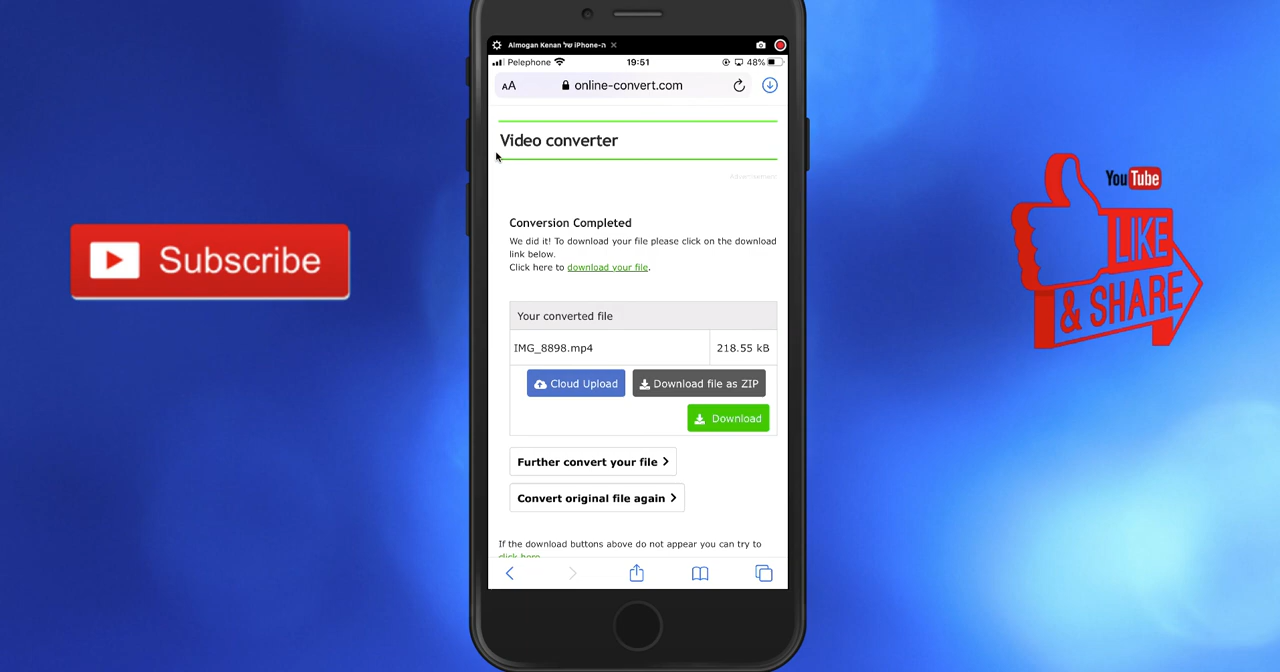 Almogan Kenan של iPhone-ה
Pelephone
19:51
48%
AA
online-convert.com
Video converter
Advertisement
Conversion Completed
We did it! To download your file please click on the download
link below.
Click here to download your file.
Your converted file
IMG_8898.mp4
218.55 kB
Cloud Upload
Download file as ZIP
Download
Further convert your file
Convert original file again
If the download buttons above do not appear you can try to
click here
Subscribe
YouTube
LIKE
& SHARE